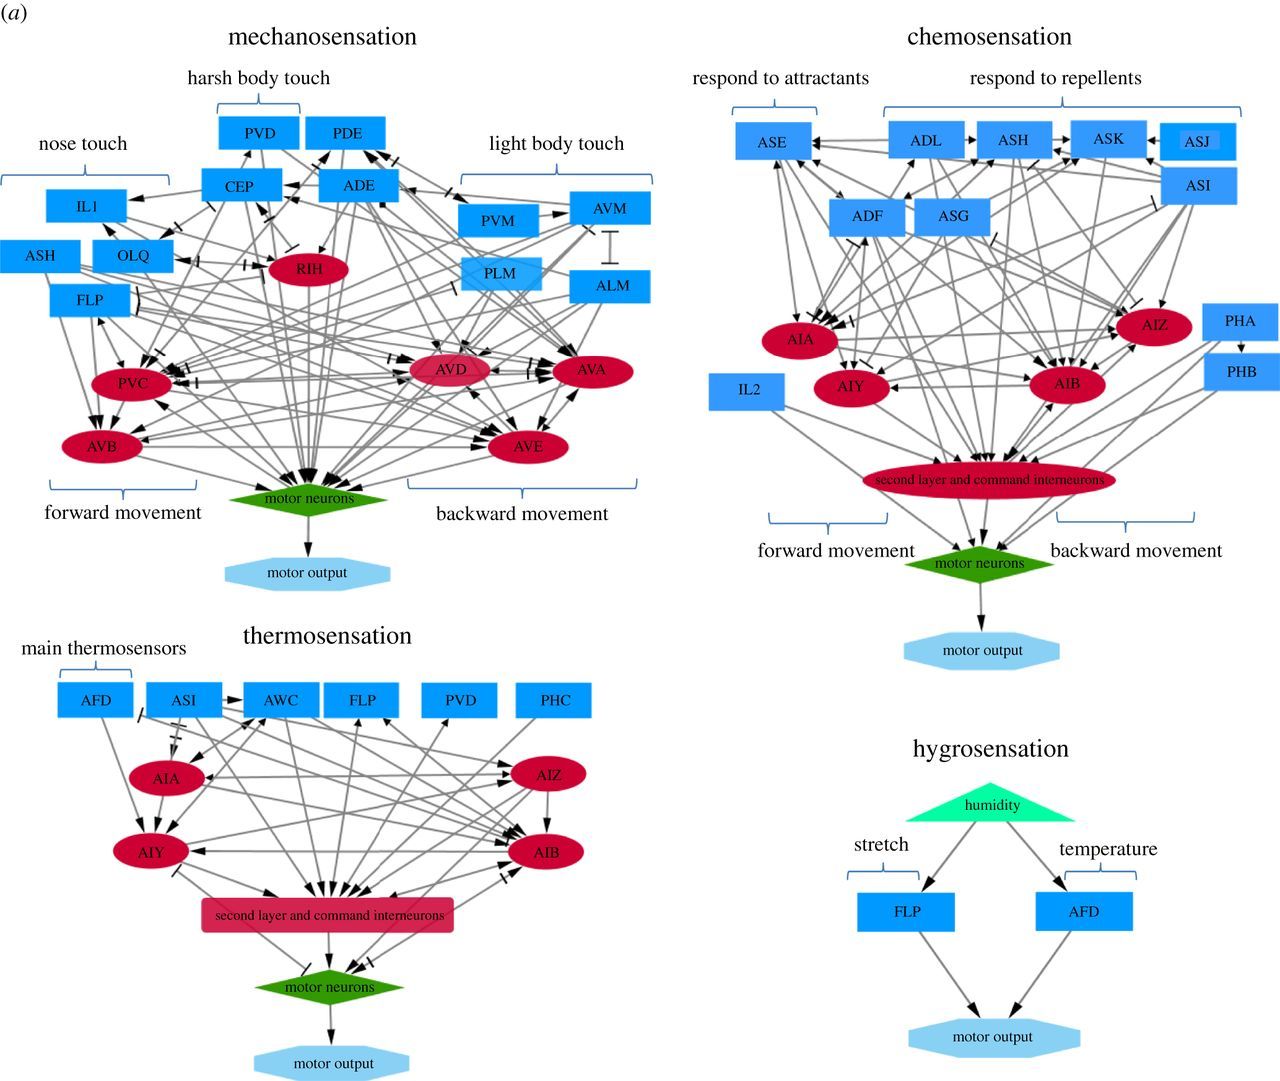 (a)
mechanosensation
harsh body touch
nose touch
light body touch
PVD
PDE
CEP
ADE
IL1
PVM
AVM
ASH
OLQ
RIH
PLM
ALM
FLP
PVC
AVD
AVA
AVB
AVE
forward movement
motor neurons
backward movement
motor output
chemosensation
respond to attractants
respond to repellents
ASE
ADL
ASH
ASK
ASJ
ASI
ADF
ASG
AIA
AIZ
PHA
IL2
AIY
AIB
PHB
second layer and command interneurons
forward movement
backward movement
motor neurons
motor output
thermosensation
main thermosensors
AFD
ASI
AWC
FLP
PVD
PHC
AIA
AIZ
AIY
AIB
second layer and command interneurons
motor neurons
motor output
hygrosensation
humidity
stretch
temperature
FLP
AFD
motor output